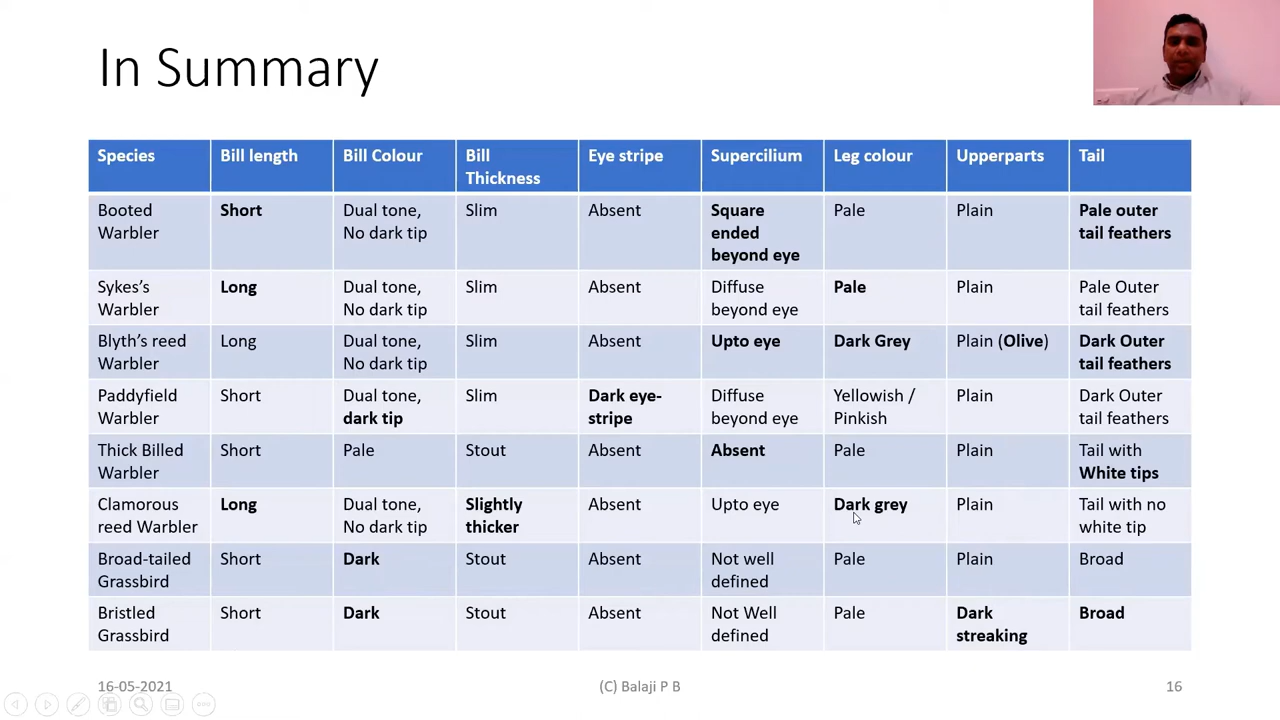 In Summary
Species Bill length Bill Colour Bill Thickness Eye stripe Supercilium Leg colour Upperparts Tail
Booted Warbler Short Dual tone, No dark tip Slim Absent Square ended beyond eye Pale Plain Pale outer tail feathers
Sykes's Warbler Long Dual tone, No dark tip Slim Absent Diffuse beyond eye Pale Plain Pale Outer tail feathers
Blyth's reed Warbler Long Dual tone, No dark tip Slim Absent Upto eye Dark Grey Plain (Olive) Dark Outer tail feathers
Paddyfield Warbler Short Dual tone, dark tip Slim Dark eye-stripe Diffuse beyond eye Yellowish / Pinkish Plain Dark Outer tail feathers
Thick Billed Warbler Short Pale Stout Absent Absent Pale Plain Tail with White tips
Clamorous reed Warbler Long Dual tone, No dark tip Slightly thicker Absent Upto eye Dark grey Plain Tail with no white tip
Broad-tailed Grassbird Short Dark Stout Absent Not well defined Pale Plain Broad
Bristled Grassbird Short Dark Stout Absent Not Well defined Pale Dark streaking Broad
16-05-2021 (C) Balaji P B 16